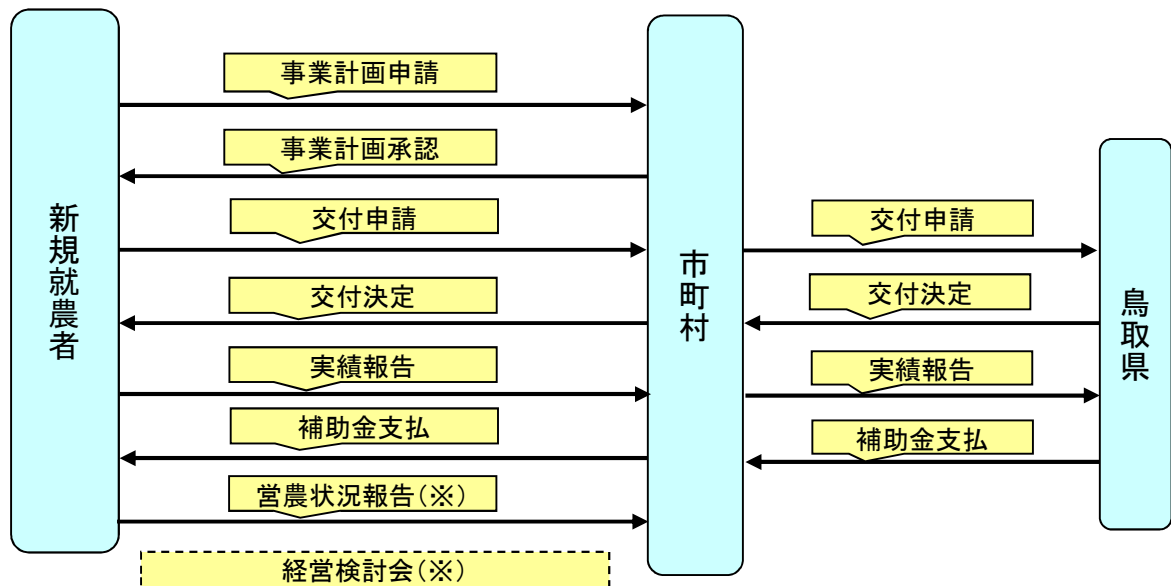 新規就農者
事業計画申請
事業計画承認
交付申請
交付決定
実績報告
補助金支払
営農状況報告(※)
経営検討会(※)
市町村
交付申請
交付決定
実績報告
補助金支払
鳥取県